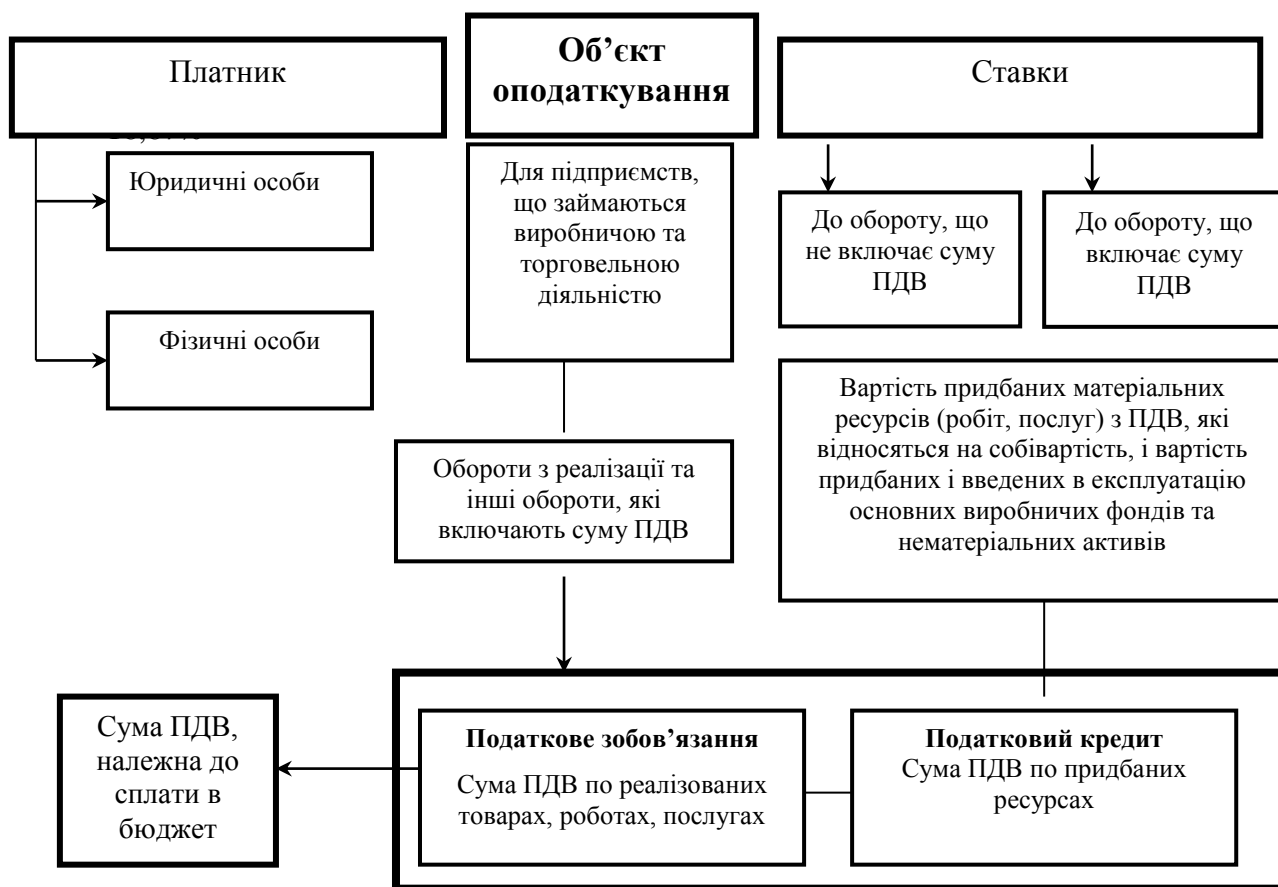 Платник
Об’єкт
оподаткування
Ставки
Юридичні особи
Фізичні особи
Для підприємств,
що займаються
виробничою та
торговельною
діяльністю
До обороту, що
не включає суму
ПДВ
До обороту, що
включає суму
ПДВ
Обороти з реалізації та
інші обороти, які
включають суму ПДВ
Вартість придбаних матеріальних
ресурсів (робіт, послуг) з ПДВ, які
відносяться на собівартість, і вартість
придбаних і введених в експлуатацію
основних виробничих фондів та
нематеріальних активів
Сума ПДВ,
належна до
сплати в
бюджет
Податкове зобов’язання
Сума ПДВ по реалізованих
товарах, роботах, послугах
Податковий кредит
Сума ПДВ по придбаних
ресурсах